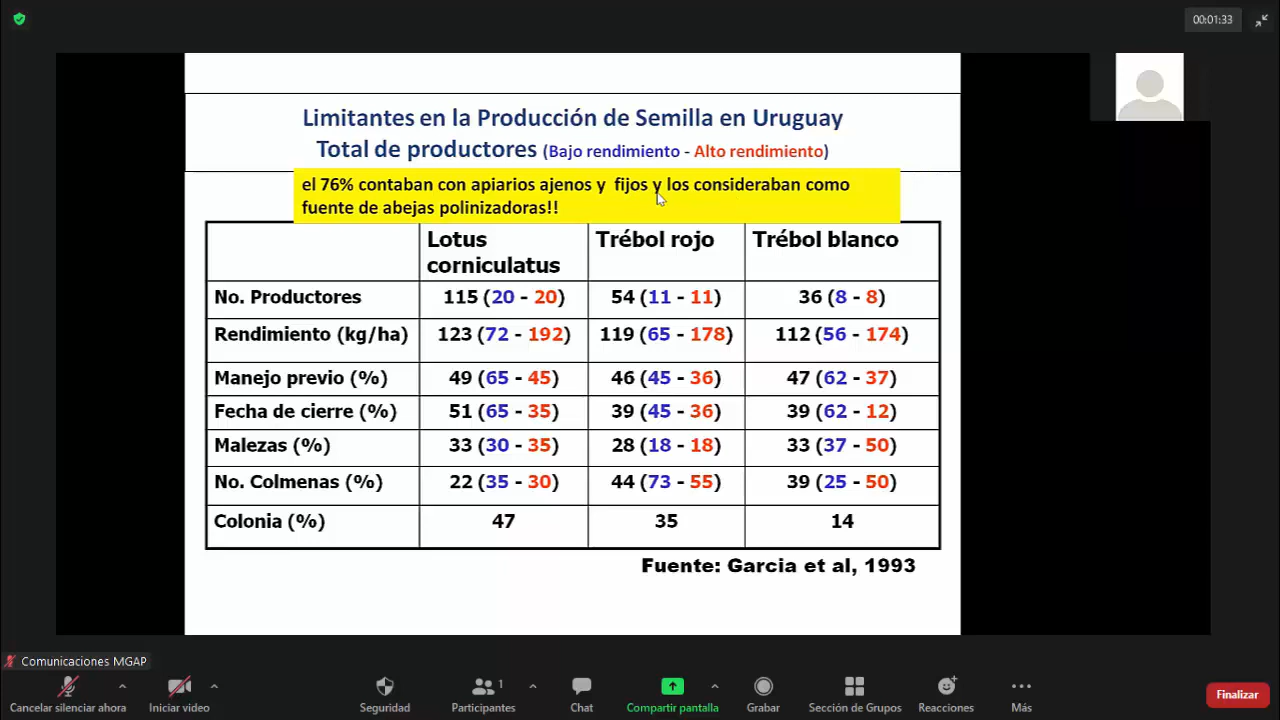 00:01:33
Limitantes en la Producción de Semilla en Uruguay
Total de productores (Bajo rendimiento - Alto rendimiento)
el 76% contaban con apiarios ajenos y fijos y los consideraban como
fuente de abejas polinizadoras!!
Lotus corniculatus Trébol rojo Trébol blanco
No. Productores 115 (20 - 20) 54 (11 - 11) 36 (8 - 8)
Rendimiento (kg/ha) 123 (72 - 192) 119 (65 - 178) 112 (56 - 174)
Manejo previo (%) 49 (65 - 45) 46 (45 - 36) 47 (62 - 37)
Fecha de cierre (%) 51 (65 - 35) 39 (45 - 36) 39 (62 - 12)
Malezas (%) 33 (30 - 35) 28 (18 - 18) 33 (37 - 50)
No. Colmenas (%) 22 (35 - 30) 44 (73 - 55) 39 (25 - 50)
Colonia (%) 47 35 14
Fuente: Garcia et al, 1993
Comunicaciones MGAP
1
Cancelar silenciar ahora Iniciar video Seguridad Participantes Chat Compartir pantalla Grabar Sección de Grupos Reacciones Más Finalizar